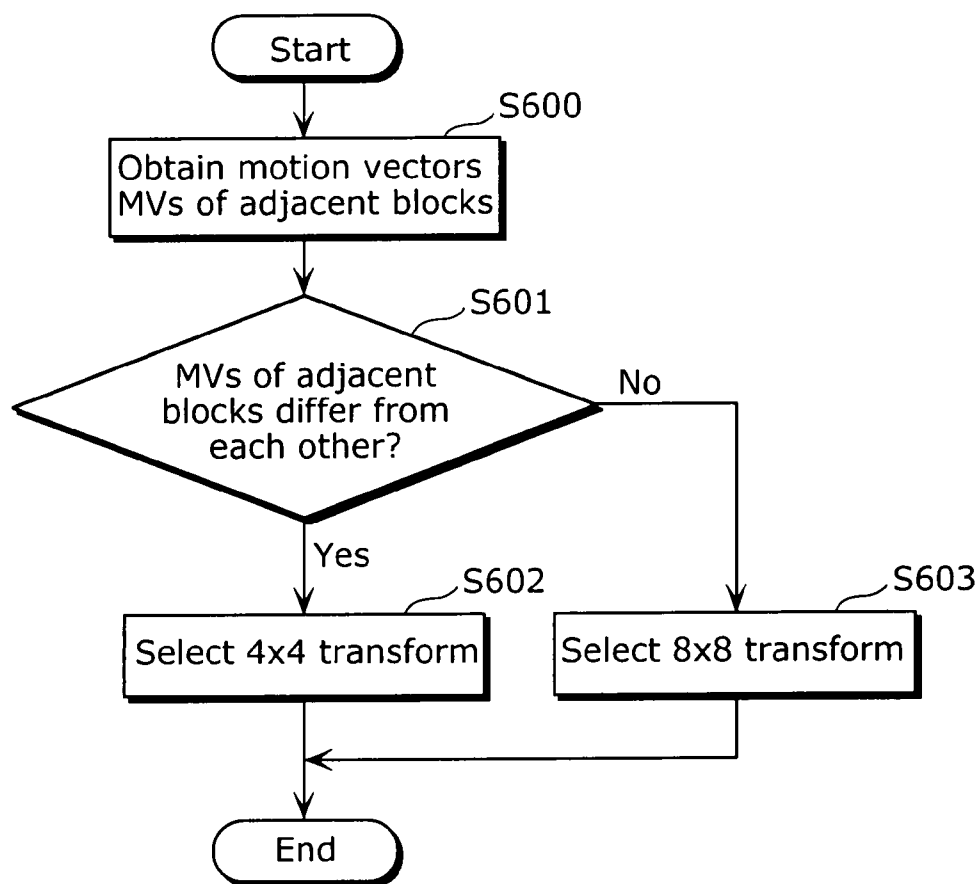 Start
S600
Obtain motion vectors
MVs of adjacent blocks
S601
MVs of adjacent
blocks differ from
each other?
No
Yes
S602
Select 4x4 transform
S603
Select 8x8 transform
End